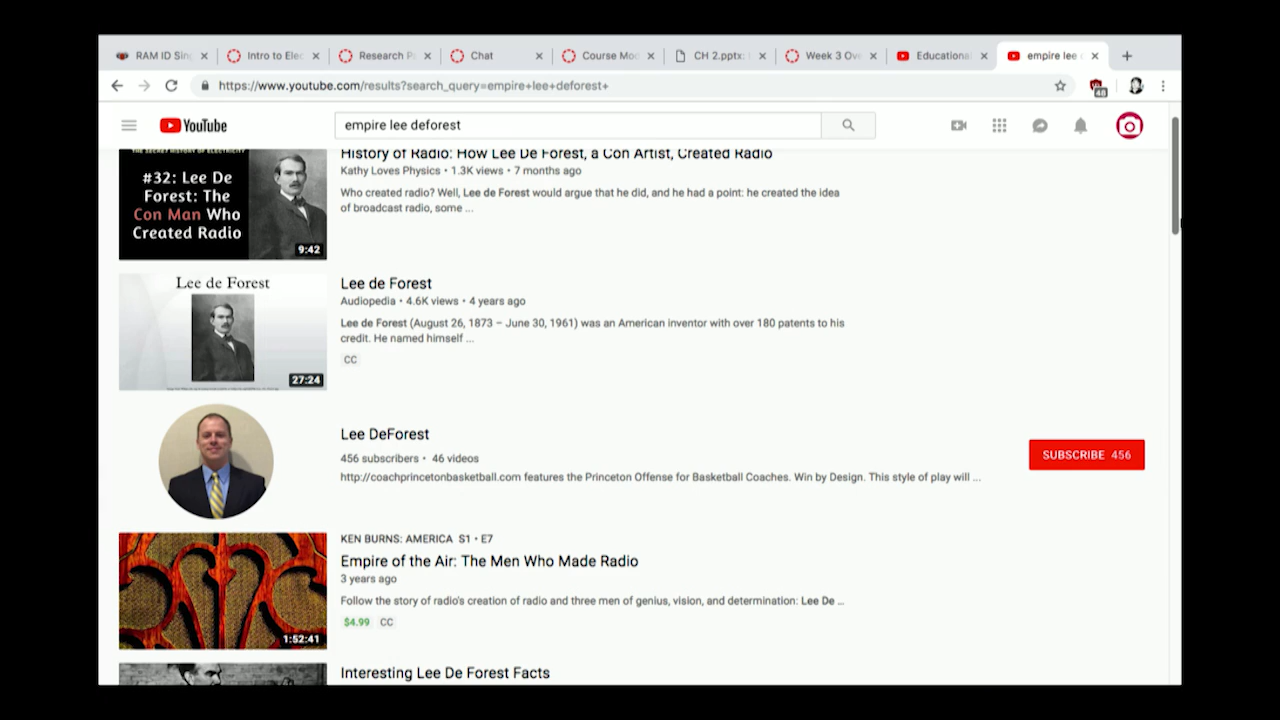 RAM ID Sin
Intro to Elec
Research P
Chat
Course Moc
CH 2.pptx:
Week 3 Ov
Educational
empire lee
https://www.youtube.com/results?search_query=empire+lee+deforest+
48
YouTube
empire lee deforest
THE SECRET HISTORY OF ELECTRICITY
#32: Lee De
Forest: The
Con Man Who
Created Radio
9:42
History of Radio: How Lee De Forest, a Con Artist, Created Radio
Kathy Loves Physics • 1.3K views • 7 months ago
Who created radio? Well, Lee de Forest would argue that he did, and he had a point: he created the idea
of broadcast radio, some ...
Lee de Forest
27:24
Lee de Forest
Audiopedia • 4.6K views • 4 years ago
Lee de Forest (August 26, 1873 – June 30, 1961) was an American inventor with over 180 patents to his
credit. He named himself ...
CC
Lee DeForest
456 subscribers • 46 videos
http://coachprincetonbasketball.com features the Princeton Offense for Basketball Coaches. Win by Design. This style of play will ...
SUBSCRIBE 456
1:52:41
KEN BURNS: AMERICA S1 • E7
Empire of the Air: The Men Who Made Radio
3 years ago
Follow the story of radio's creation of radio and three men of genius, vision, and determination: Lee De ...
$4.99 CC
Interesting Lee De Forest Facts